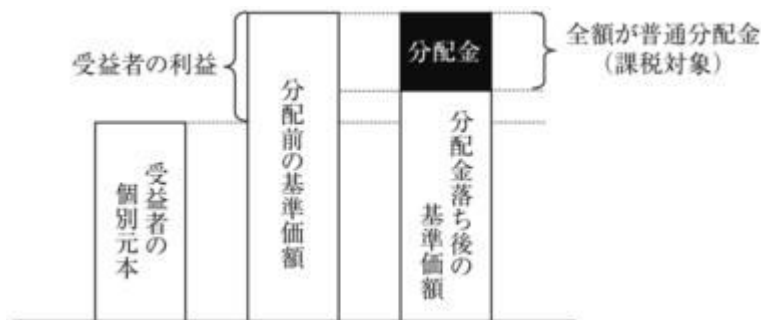 受益者の利益
受益者の
個別元本
分配前の基準価額
分配金
分配金落ち後の
基準価額
全額が普通分配金
（課税対象）